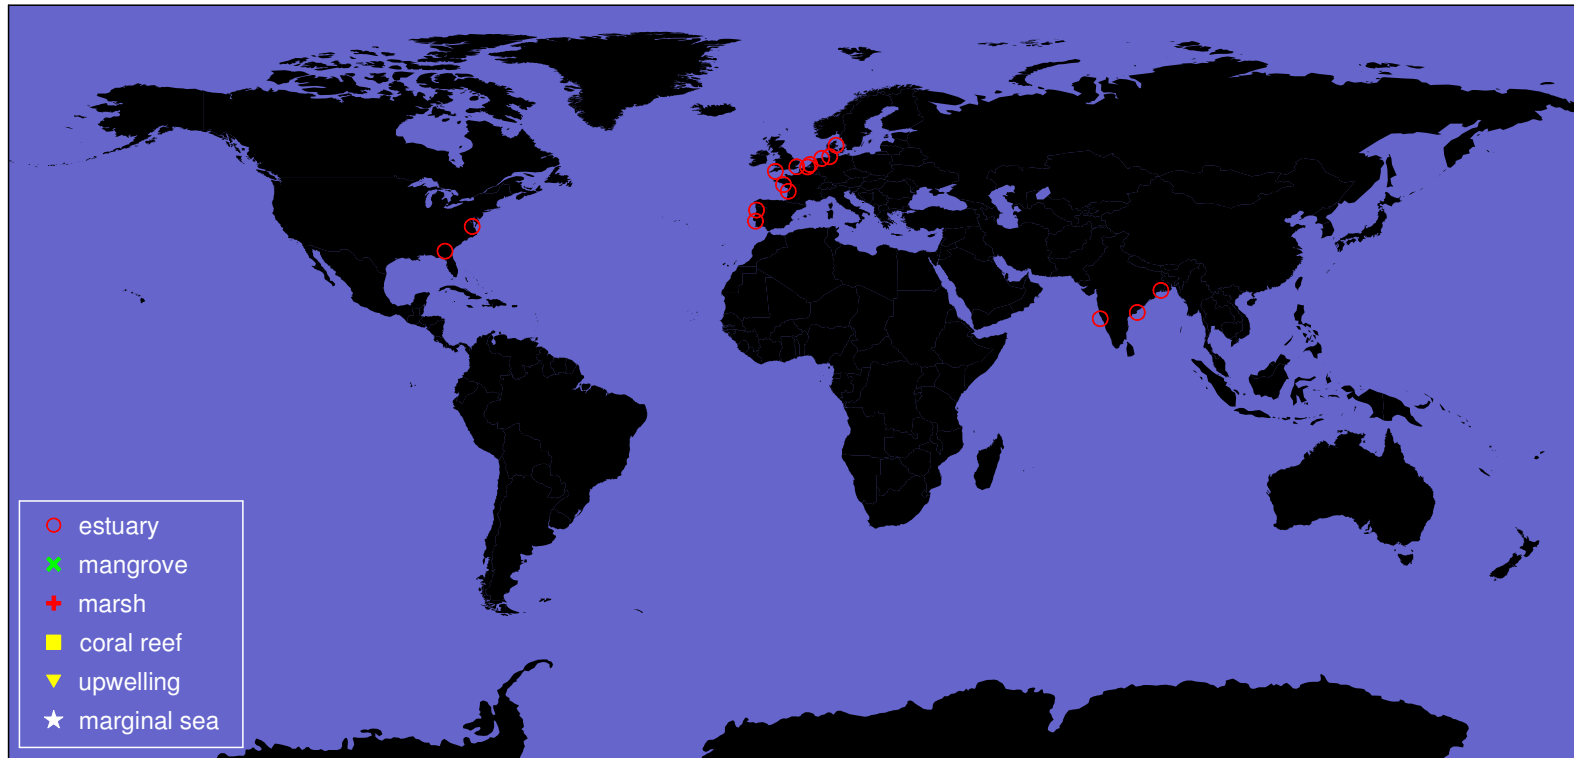 estuary
mangrove
marsh
coral reef
upwelling
marginal sea